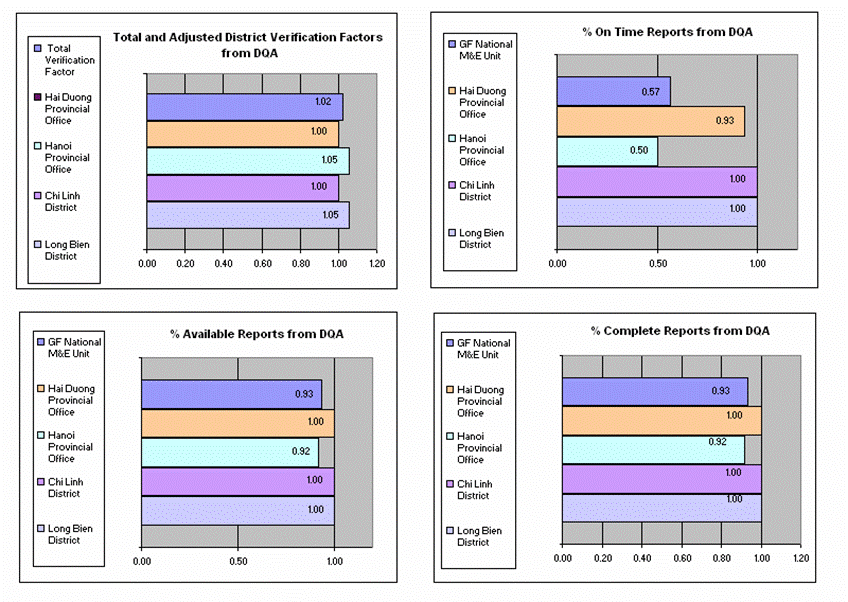 Total and Adjusted District Verification Factors
from DQA
Total
Verification
Factor
Hai Duong
Provincial
Office
Hanoi
Provincial
Office
Chi Linh
District
Long Bien
District
1.02
1.00
1.05
1.00
1.05
0.00 0.20 0.40 0.60 0.80 1.00 1.20
% On Time Reports from DQA
GF National
M&E Unit
Hai Duong
Provincial
Office
Hanoi
Provincial
Office
Chi Linh
District
Long Bien
District
0.57
0.93
0.50
1.00
1.00
0.00 0.50 1.00
% Available Reports from DQA
GF National
M&E Unit
Hai Duong
Provincial
Office
Hanoi
Provincial
Office
Chi Linh
District
Long Bien
District
0.93
1.00
0.92
1.00
1.00
0.00 0.50 1.00
% Complete Reports from DQA
GF National
M&E Unit
Hai Duong
Provincial
Office
Hanoi
Provincial
Office
Chi Linh
District
Long Bien
District
0.93
1.00
0.92
1.00
1.00
0.00 0.20 0.40 0.60 0.80 1.00 1.20